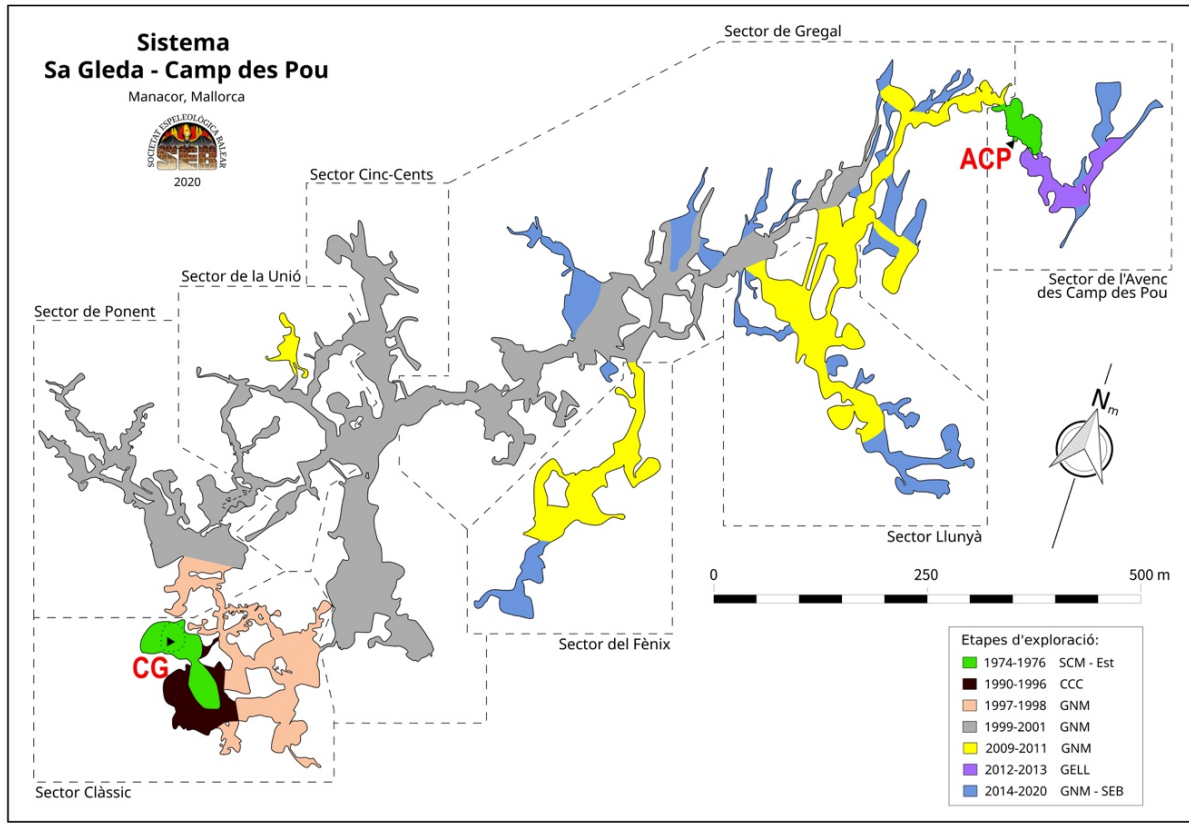 Sistema
Sa Gleda - Camp des Pou
Manacor, Mallorca
SOCIETAT ESPELEOLÒGICA BALEAR
SEB
2020
Sector de Gregal
Sector Cinc-Cents
Sector de la Unió
Sector de Ponent
ACP
Sector de l'Avenc
des Camp des Pou
Nm
Sector Llunyà
0 250 500 m
Sector del Fènix
CG
Sector Clàssic
Etapes d'exploració:
1974-1976 SCM - Est
1990-1996 CCC
1997-1998 GNM
1999-2001 GNM
2009-2011 GNM
2012-2013 GELL
2014-2020 GNM - SEB